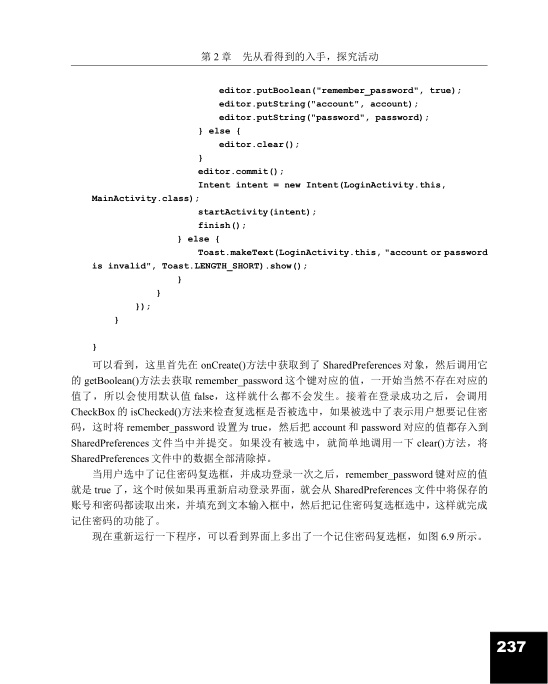 第 2 章 先从看得到的入手，探究活动
editor.putBoolean("remember_password", true);
editor.putString("account", account);
editor.putString("password", password);
} else {
editor.clear();
}
editor.commit();
Intent intent = new Intent(LoginActivity.this,
MainActivity.class);
startActivity(intent);
finish();
} else {
Toast.makeText(LoginActivity.this, "account or password
is invalid", Toast.LENGTH_SHORT).show();
}
}
});
}
}
可以看到，这里首先在 onCreate()方法中获取到了 SharedPreferences 对象，然后调用它
的 getBoolean()方法去获取 remember_password 这个键对应的值，一开始当然不存在对应的
值了，所以会使用默认值 false，这样就什么都不会发生。接着在登录成功之后，会调用
CheckBox 的 isChecked()方法来检查复选框是否被选中，如果被选中了表示用户想要记住密
码，这时将 remember_password 设置为 true，然后把 account 和 password 对应的值都存入到
SharedPreferences 文件当中并提交。如果没有被选中，就简单地调用一下 clear()方法，将
SharedPreferences 文件中的数据全部清除掉。
当用户选中了记住密码复选框，并成功登录一次之后，remember_password 键对应的值
就是 true 了，这个时候如果再重新启动登录界面，就会从 SharedPreferences 文件中将保存的
账号和密码都读取出来，并填充到文本输入框中，然后把记住密码复选框选中，这样就完成
记住密码的功能了。
现在重新运行一下程序，可以看到界面上多出了一个记住密码复选框，如图 6.9 所示。
237